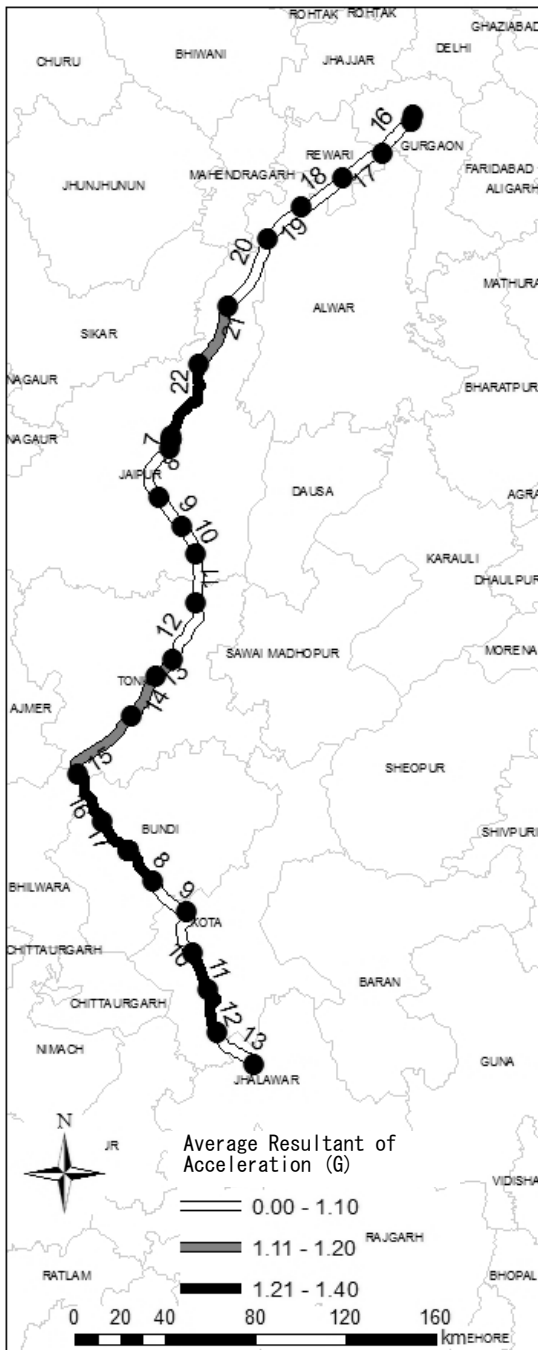 ROHTAK ROHTAK
GHAZIABAD
DELHI
BHIWANI
CHURU
JHAJJAR
16
GURGAON
REWARI
17
FARIDABAD
MAHENDRAGARH
18
JHUNJHUNUN
ALIGARH
19
20
MATHURA
ALWAR
21
SIKAR
NAGAUR
22
BHARATPUR
NAGAUR
7
8
JAIPUR
DAUSA
AGRA
9
10
KARAULI
11
DHAULPUR
12
SAWAI MADHOPUR
MORENA
13
TON
14
AJMER
15
SHEOPUR
16
BUNDI
SHIVPURI
17
8
BHILWARA
9
KOTA
CHITTAURGARH
10
11
BARAN
CHITTAURGARH
12
13
NIMACH
GUNA
JHALAWAR
N
JR
Average Resultant of
Acceleration (G)
VIDISHA
0.00 - 1.10
RAJGARH
1.11 - 1.20
RATLAM
BHOPAL
1.21 - 1.40
0 20 40 80 120 160
km
EHORE